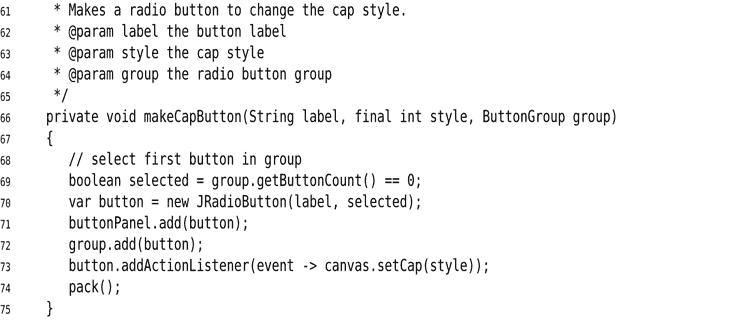 61 * Makes a radio button to change the cap style.
62 * @param label the button label
63 * @param style the cap style
64 * @param group the radio button group
65 */
66 private void makeCapButton(String label, final int style, ButtonGroup group)
67 {
68 // select first button in group
69 boolean selected = group.getButtonCount() == 0;
70 var button = new JRadioButton(label, selected);
71 buttonPanel.add(button);
72 group.add(button);
73 button.addActionListener(event -> canvas.setCap(style));
74 pack();
75 }